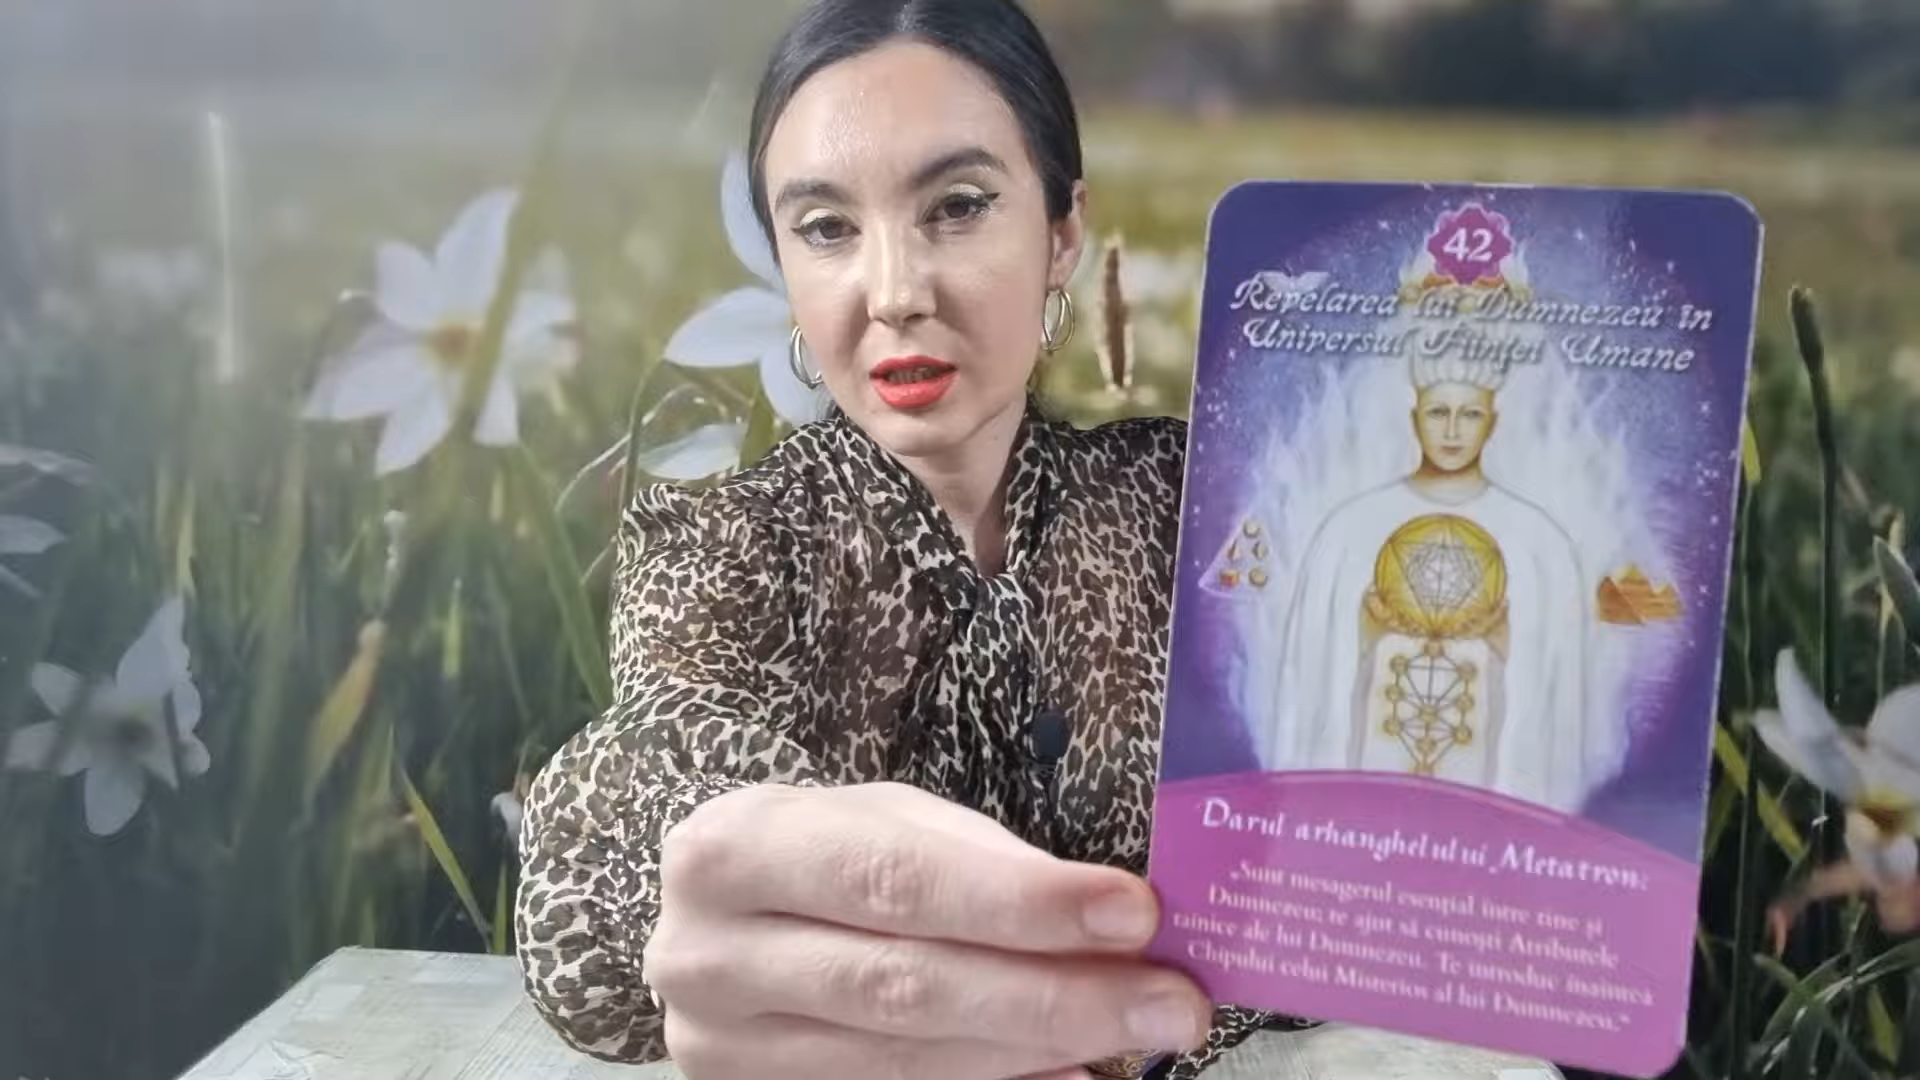 42
Revelarea lui Dumnezeu în
Universul Ființei Umane
Darul arhanghelului Metatron:
„Sunt mesagerul esențial între tine și
Dumnezeu; te ajut să cunoști Atributele
tainice ale lui Dumnezeu. Te introduc înaintea
Chipului celui Misterios al lui Dumnezeu.“